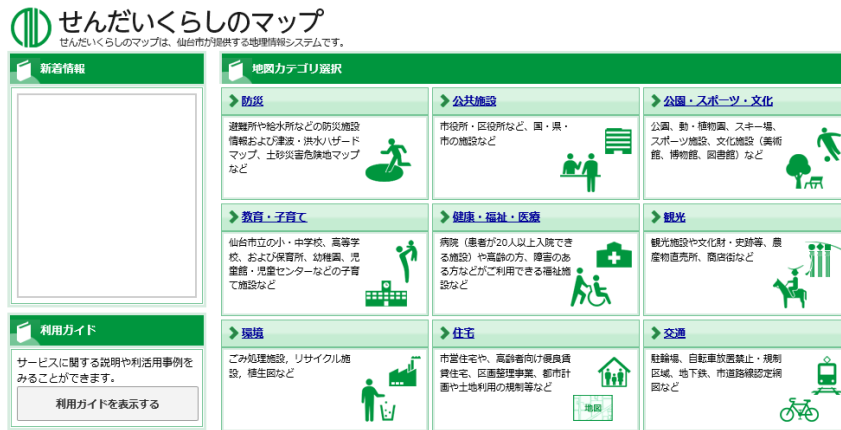 せんだいくらしのマップ
せんだいくらしのマップは、仙台市が提供する地理情報システムです。
新着情報
利用ガイド
サービスに関する説明や利活用事例を
みることができます。
利用ガイドを表示する
地図カテゴリ選択
防災
避難所や給水所などの防災施設
情報および津波・洪水ハザード
マップ、土砂災害危険地マップ
など
公共施設
市役所・区役所など、国・県・
市の施設など
公園・スポーツ・文化
公園、動・植物園、スキー場、
スポーツ施設、文化施設（美術
館、博物館、図書館）など
教育・子育て
仙台市立の小・中学校、高等学
校、および保育所、幼稚園、児
童館・児童センターなどの子育
て施設など
健康・福祉・医療
病院（患者が20人以上入院でき
る施設）や高齢の方、障害のあ
る方などがご利用できる福祉施
設など
観光
観光施設や文化財・史跡等、農
産物直売所、商店街など
環境
ごみ処理施設，リサイクル施
設，植生図など
住宅
市営住宅や、高齢者向け優良賃
貸住宅、区画整理事業、都市計
画や土地利用の規制等など
地図
交通
駐輪場、自転車放置禁止・規制
区域、地下鉄、市道路線認定網
図など